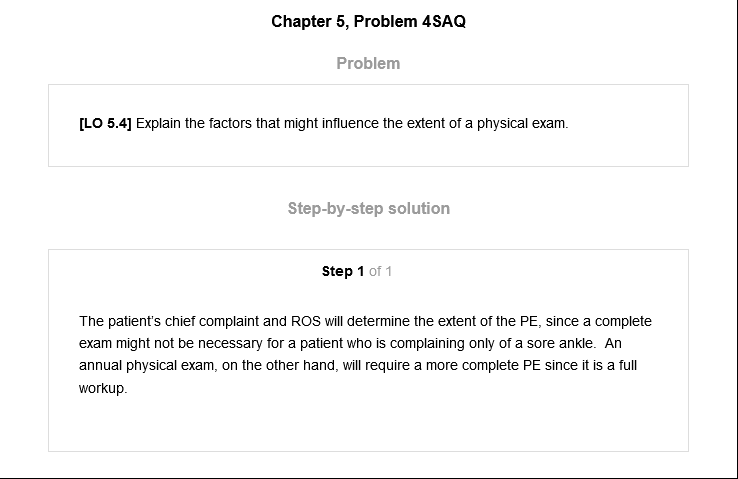 Chapter 5, Problem 4SAQ
Problem
[LO 5.4] Explain the factors that might influence the extent of a physical exam.
Step-by-step solution
Step 1 of 1
The patient's chief complaint and ROS will determine the extent of the PE, since a complete
exam might not be necessary for a patient who is complaining only of a sore ankle.  An
annual physical exam, on the other hand, will require a more complete PE since it is a full
workup.